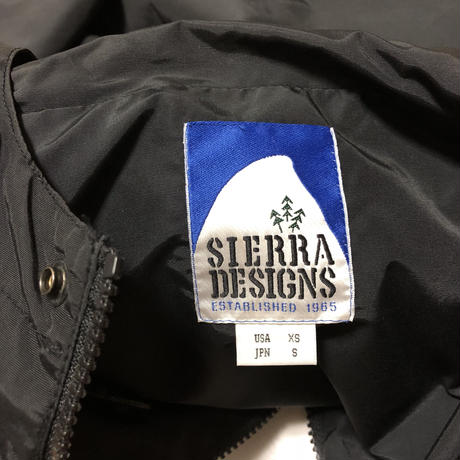 SIERRA
DESIGNS
ESTABLISHED 1965
USA XS
JPN S